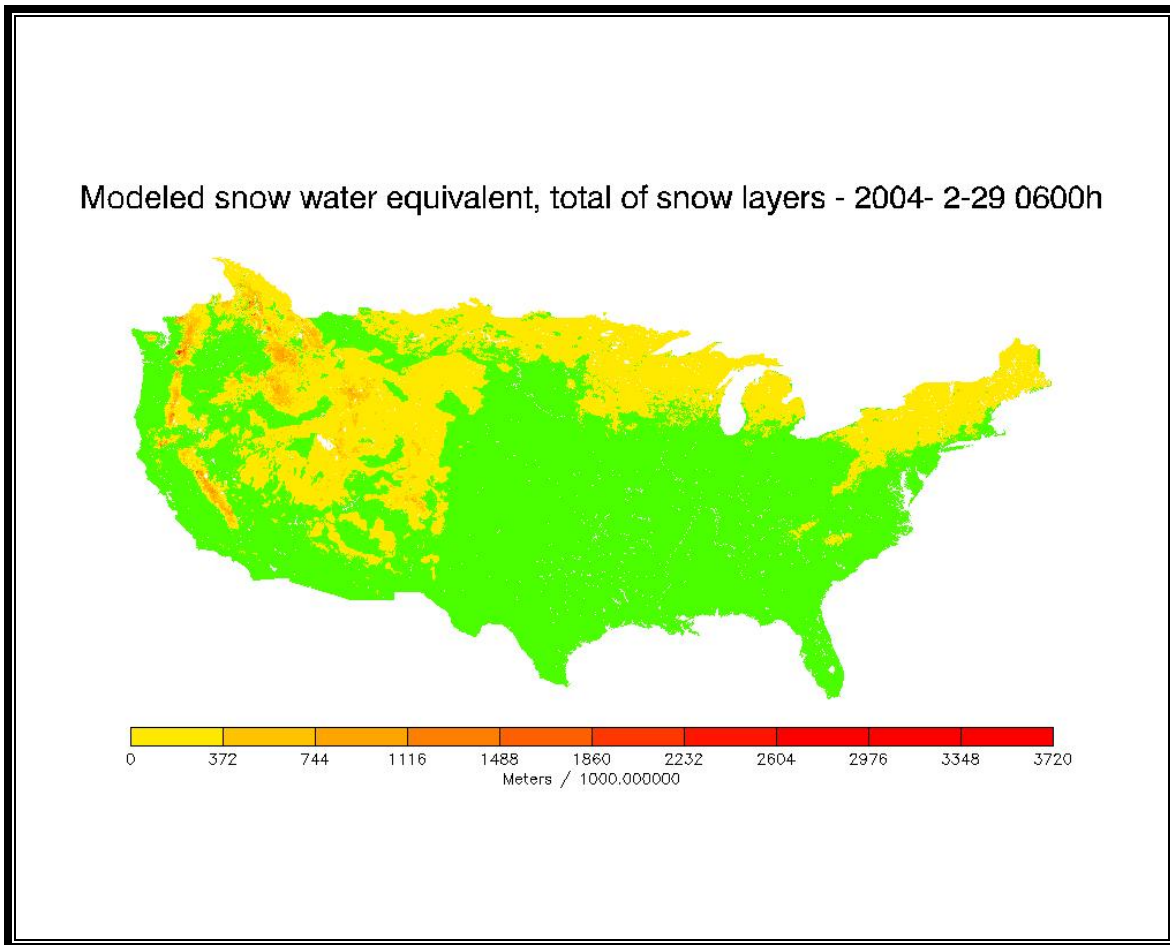 Modeled snow water equivalent, total of snow layers - 2004- 2-29 0600h
0 372 744 1116 1488 1860 2232 2604 2976 3348 3720
Meters / 1000.000000